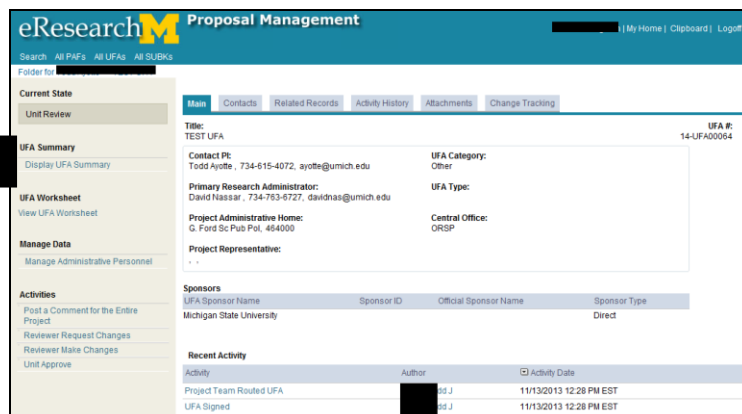 eResearch M Proposal Management
| My Home | Clipboard | Logoff
Search All PAFs All UFAs All SUBKs
Folder for
Current State
Unit Review
UFA Summary
Display UFA Summary
UFA Worksheet
View UFA Worksheet
Manage Data
Manage Administrative Personnel
Activities
Post a Comment for the Entire
Project
Reviewer Request Changes
Reviewer Make Changes
Unit Approve
Main Contacts Related Records Activity History Attachments Change Tracking
Title: UFA #:
TEST UFA 14-UFA00064
Contact PI: UFA Category:
Todd Ayotte , 734-615-4072, ayotte@umich.edu Other
Primary Research Administrator: UFA Type:
David Nassar , 734-763-6727, davidnas@umich.edu
Project Administrative Home: Central Office:
G. Ford Sc Pub Pol, 464000 ORSP
Project Representative:
. .
Sponsors
UFA Sponsor Name Sponsor ID Official Sponsor Name Sponsor Type
Michigan State University Direct
Recent Activity
Activity Author Activity Date
Project Team Routed UFA dd J 11/13/2013 12:28 PM EST
UFA Signed dd J 11/13/2013 12:28 PM EST